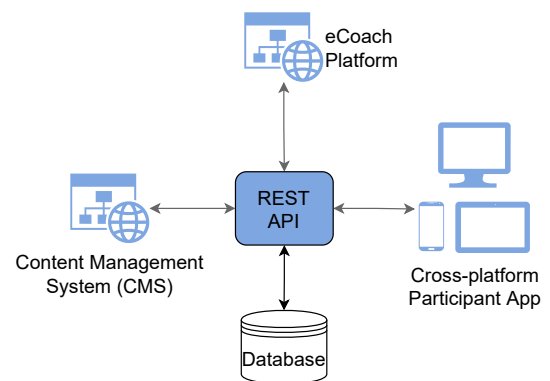 eCoach
Platform
REST
API
Content Management
System (CMS)
Cross-platform
Participant App
Database